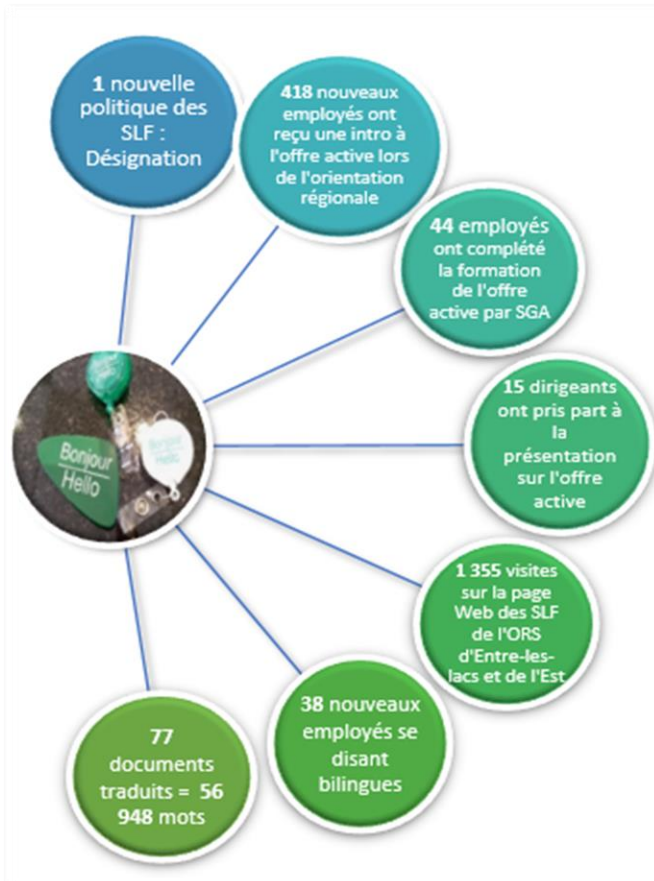 1 nouvelle
politique des
SLF :
Désignation
418 nouveaux
employés ont
reçu une intro à
l'offre active lors
de l'orientation
régionale
44 employés
ont complété
la formation
de l'offre
active par SGA
15 dirigeants
ont pris part à
la
présentation
sur l'offre
active
1 355 visites
sur la page
Web des SLF
de l'ORS
d'Entre-les-
lacs et de l'Est
38 nouveaux
employés se
disant
bilingues
77
documents
traduits = 56
948 mots
Bonjour
Hello
Bonjour
Hello